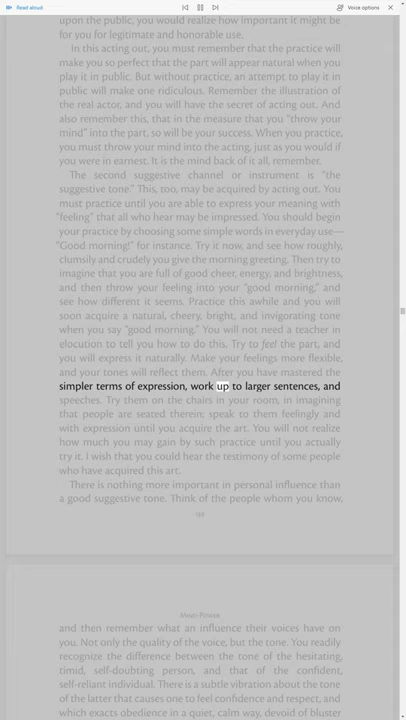 Read aloud
Voice options
upon the public, you would realize how important it might be
for you for legitimate and honorable use.
In this acting out, you must remember that the practice will
make you so perfect that the part will appear natural when you
play it in public. But without practice, an attempt to play it in
public will make one ridiculous. Remember the illustration of
the real actor, and you will have the secret of acting out. And
also remember this, that in the measure that you "throw your
mind" into the part, so will be your success. When you practice,
you must throw your mind into the acting, just as you would if
you were in earnest. It is the mind back of it all, remember.
The second suggestive channel or instrument is "the
suggestive tone." This, too, may be acquired by acting out. You
must practice until you are able to express your meaning with
"feeling" that all who hear may be impressed. You should begin
your practice by choosing some simple words in everyday use—
"Good morning!" for instance. Try it now, and see how roughly,
clumsily and crudely you give the morning greeting. Then try to
imagine that you are full of good cheer, energy, and brightness,
and then throw your feeling into your "good morning," and
see how different it seems. Practice this awhile and you will
soon acquire a natural, cheery, bright, and invigorating tone
when you say "good morning." You will not need a teacher in
elocution to tell you how to do this. Try to feel the part, and
you will express it naturally. Make your feelings more flexible,
and your tones will reflect them. After you have mastered the
simpler terms of expression, work up to larger sentences, and
speeches. Try them on the chairs in your room, in imagining
that people are seated therein; speak to them feelingly and
with expression until you acquire the art. You will not realize
how much you may gain by such practice until you actually
try it. I wish that you could hear the testimony of some people
who have acquired this art.
There is nothing more important in personal influence than
a good suggestive tone. Think of the people whom you know,
and then remember what an influence their voices have on
you. Not only the quality of the voice, but the tone. You readily
recognize the difference between the tone of the hesitating,
timid, self-doubting person, and that of the confident,
self-reliant individual. There is a subtle vibration about the tone
of the latter that causes one to feel confidence and respect, and
which exacts obedience in a quiet, calm way, devoid of bluster